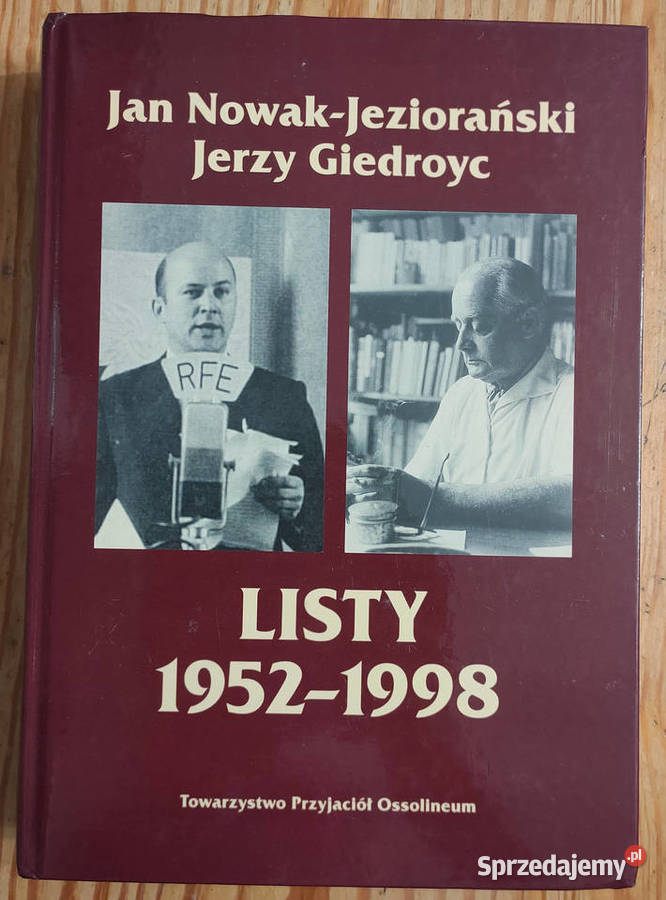 Jan Nowak-Jeziorański
Jerzy Giedroyc
RFE
LISTY
1952–1998
Towarzystwo Przyjaciół Ossolineum
Sprzedajemy.pl